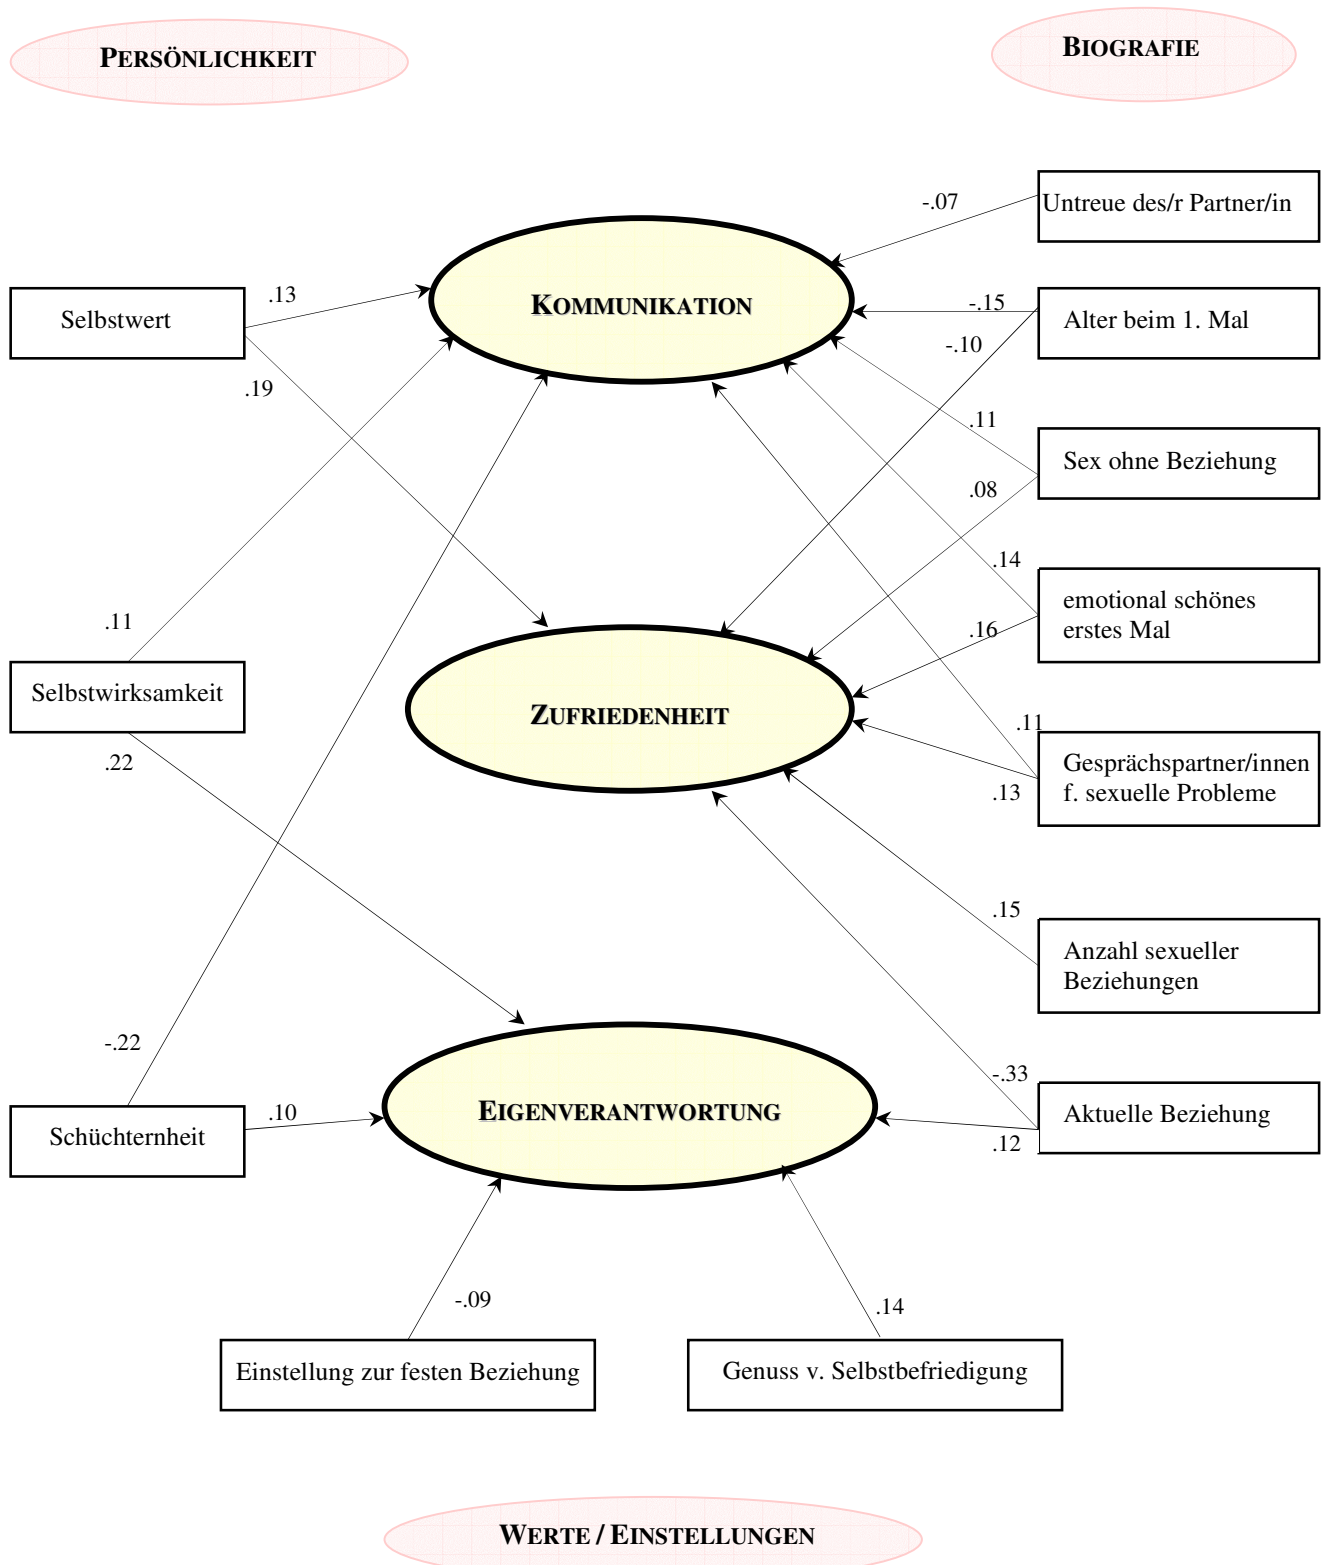 PERSÖNLICHKEIT
BIOGRAFIE
-.07
Untreue des/r Partner/in
KOMMUNIKATION
Selbstwert
.13
-.15
Alter beim 1. Mal
-.10
.19
.11
Sex ohne Beziehung
.08
.14
emotional schönes
erstes Mal
.11
.16
Selbstwirksamkeit
ZUFRIEDENHEIT
.11
.22
Gesprächspartner/innen
f. sexuelle Probleme
.13
.15
Anzahl sexueller
Beziehungen
-.22
-.33
Schüchternheit
.10
EIGENVERANTWORTUNG
Aktuelle Beziehung
.12
-.09
.14
Einstellung zur festen Beziehung
Genuss v. Selbstbefriedigung
WERTE / EINSTELLUNGEN